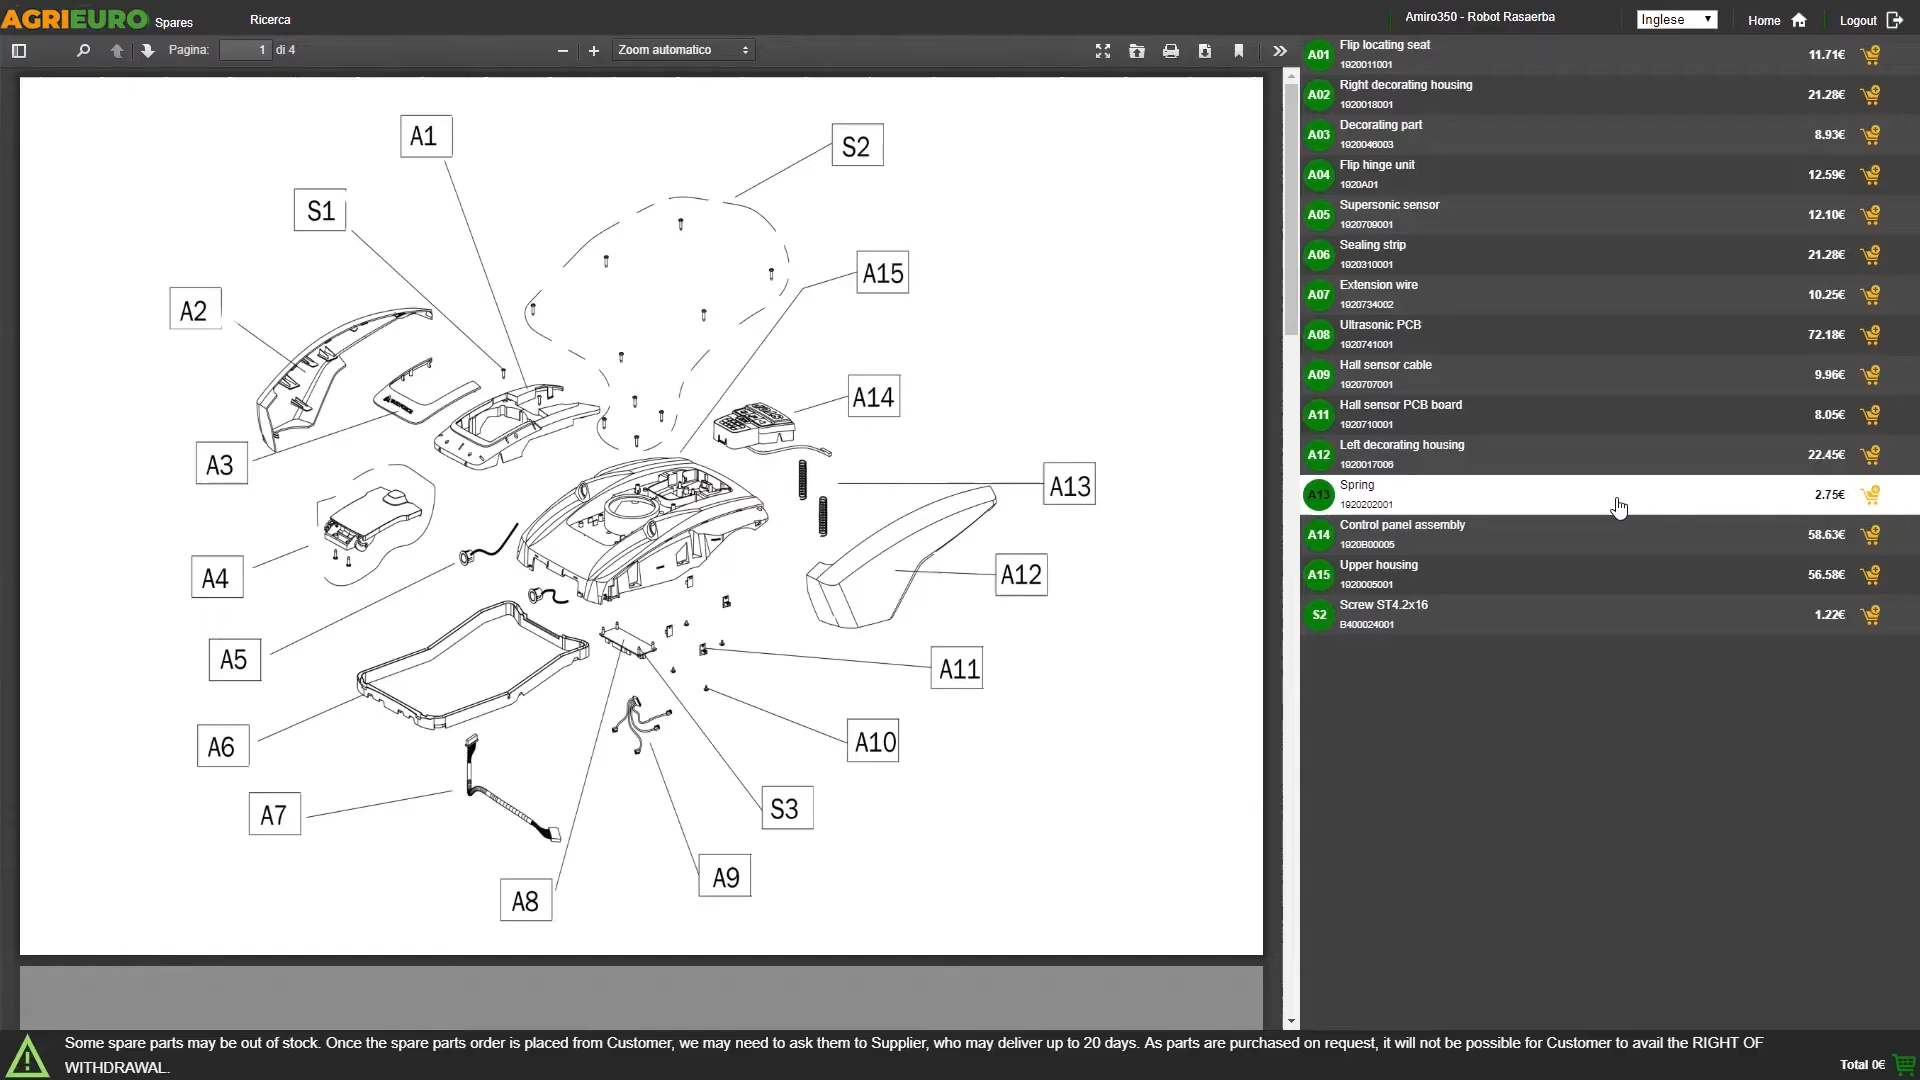 AGRIEURO Spares Ricerca Amiro350 - Robot Rasaerba Inglese Home Logout
Pagina: 1 di 4 Zoom automatico
A1
S2
S1
A15
A2
A14
A3
A13
A4
A12
A5
A11
A6
A10
A7
S3
A9
A8
A01 Flip locating seat 11.71€
1920011001
A02 Right decorating housing 21.28€
1920018001
A03 Decorating part 8.93€
1920046003
A04 Flip hinge unit 12.59€
1920A01
A05 Supersonic sensor 12.10€
1920709001
A06 Sealing strip 21.28€
1920310001
A07 Extension wire 10.25€
1920734002
A08 Ultrasonic PCB 72.18€
1920741001
A09 Hall sensor cable 9.96€
1920707001
A11 Hall sensor PCB board 8.05€
1920710001
A12 Left decorating housing 22.45€
1920017006
A13 Spring 2.75€
1920202001
A14 Control panel assembly 58.63€
1920B00005
A15 Upper housing 56.58€
1920005001
S2 Screw ST4.2x16 1.22€
B400024001
Some spare parts may be out of stock. Once the spare parts order is placed from Customer, we may need to ask them to Supplier, who may deliver up to 20 days. As parts are purchased on request, it will not be possible for Customer to avail the RIGHT OF
WITHDRAWAL.
Total 0€